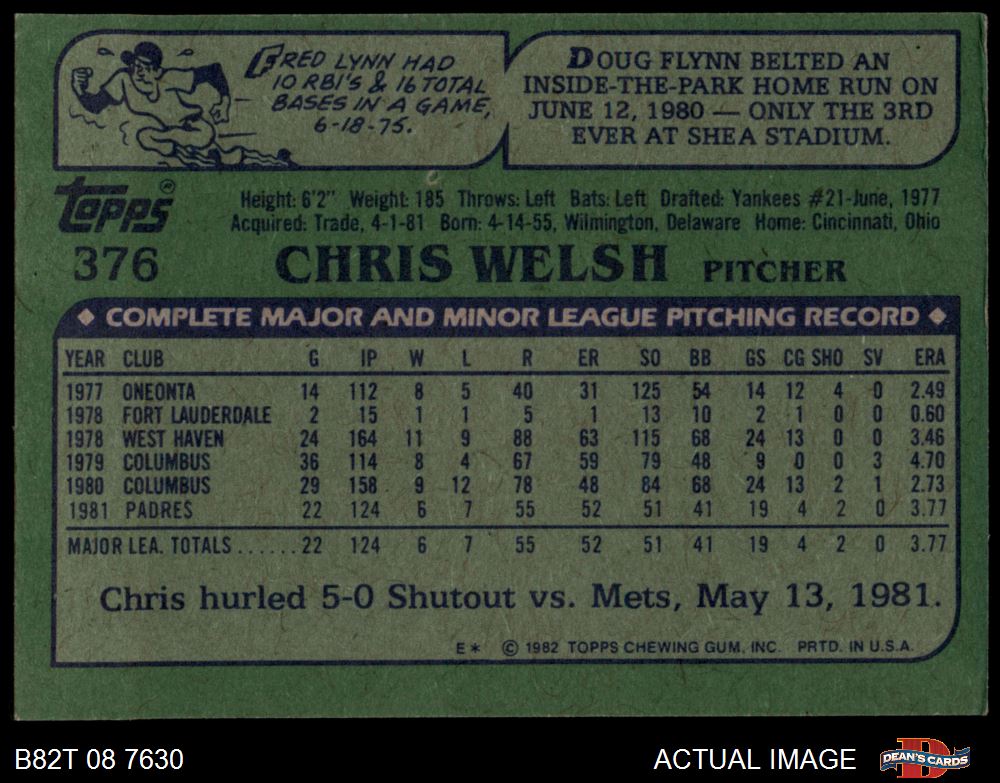 FRED LYNN HAD
10 RBI'S & 16 TOTAL
BASES IN A GAME,
6-18-75.
DOUG FLYNN BELTED AN
INSIDE-THE-PARK HOME RUN ON
JUNE 12, 1980 — ONLY THE 3RD
EVER AT SHEA STADIUM.
Topps®
Height: 6'2" Weight: 185 Throws: Left Bats: Left Drafted: Yankees #21-June, 1977
Acquired: Trade, 4-1-81 Born: 4-14-55, Wilmington, Delaware Home: Cincinnati, Ohio
376 CHRIS WELSH PITCHER
◆ COMPLETE MAJOR AND MINOR LEAGUE PITCHING RECORD ◆
YEAR CLUB G IP W L R ER SO BB GS CG SHO SV ERA
1977 ONEONTA 14 112 8 5 40 31 125 54 14 12 4 0 2.49
1978 FORT LAUDERDALE 2 15 1 1 5 1 13 10 2 1 0 0 0.60
1978 WEST HAVEN 24 164 11 9 88 63 115 68 24 13 0 0 3.46
1979 COLUMBUS 36 114 8 4 67 59 79 48 9 0 0 3 4.70
1980 COLUMBUS 29 158 9 12 78 48 84 68 24 13 2 1 2.73
1981 PADRES 22 124 6 7 55 52 51 41 19 4 2 0 3.77
MAJOR LEA. TOTALS ...... 22 124 6 7 55 52 51 41 19 4 2 0 3.77
Chris hurled 5-0 Shutout vs. Mets, May 13, 1981.
E* © 1982 TOPPS CHEWING GUM, INC. PRTD. IN U.S.A.
B82T 08 7630 ACTUAL IMAGE DEAN'S CARDS